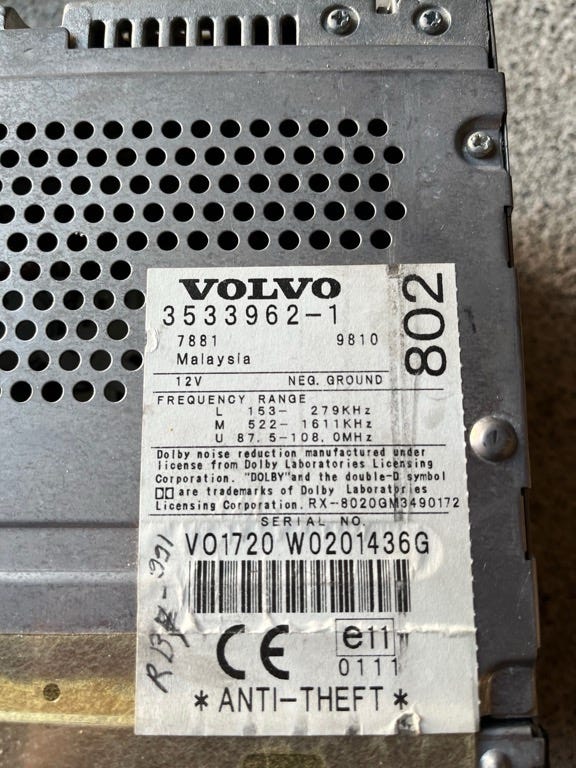 VOLVO
3533962-1
802
7881 9810
Malaysia
12V NEG. GROUND
FREQUENCY RANGE
L 153- 279KHz
M 522- 1611KHz
U 87.5-108.0MHz
Dolby noise reduction manufactured under
license from Dolby Laboratories Licensing
Corporation. "DOLBY"and the double-D symbol
are trademarks of Dolby Laboratories
Licensing Corporation. RX-8020GM3490172
SERIAL NO.
VO1720 W0201436G
CE e11
0111
* ANTI-THEFT *